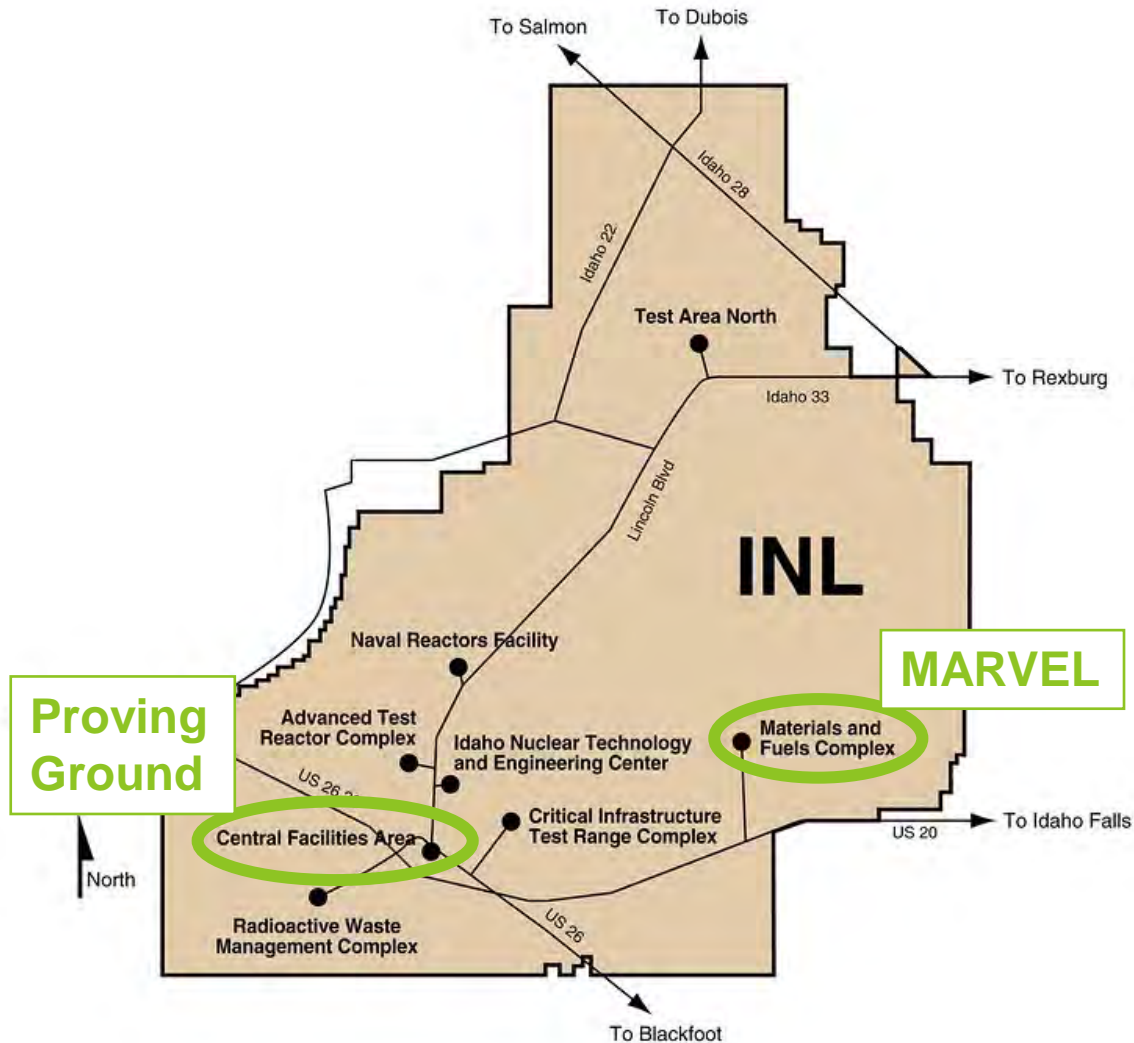 To Dubois
To Salmon
Idaho 28
Idaho 22
Test Area North
To Rexburg
Idaho 33
Lincoln Blvd
INL
Naval Reactors Facility
MARVEL
Proving
Ground
Advanced Test
Reactor Complex
Idaho Nuclear Technology
and Engineering Center
Materials and
Fuels Complex
US 26
Critical Infrastructure
Test Range Complex
Central Facilities Area
To Idaho Falls
US 20
North
Radioactive Waste
Management Complex
US 26
To Blackfoot